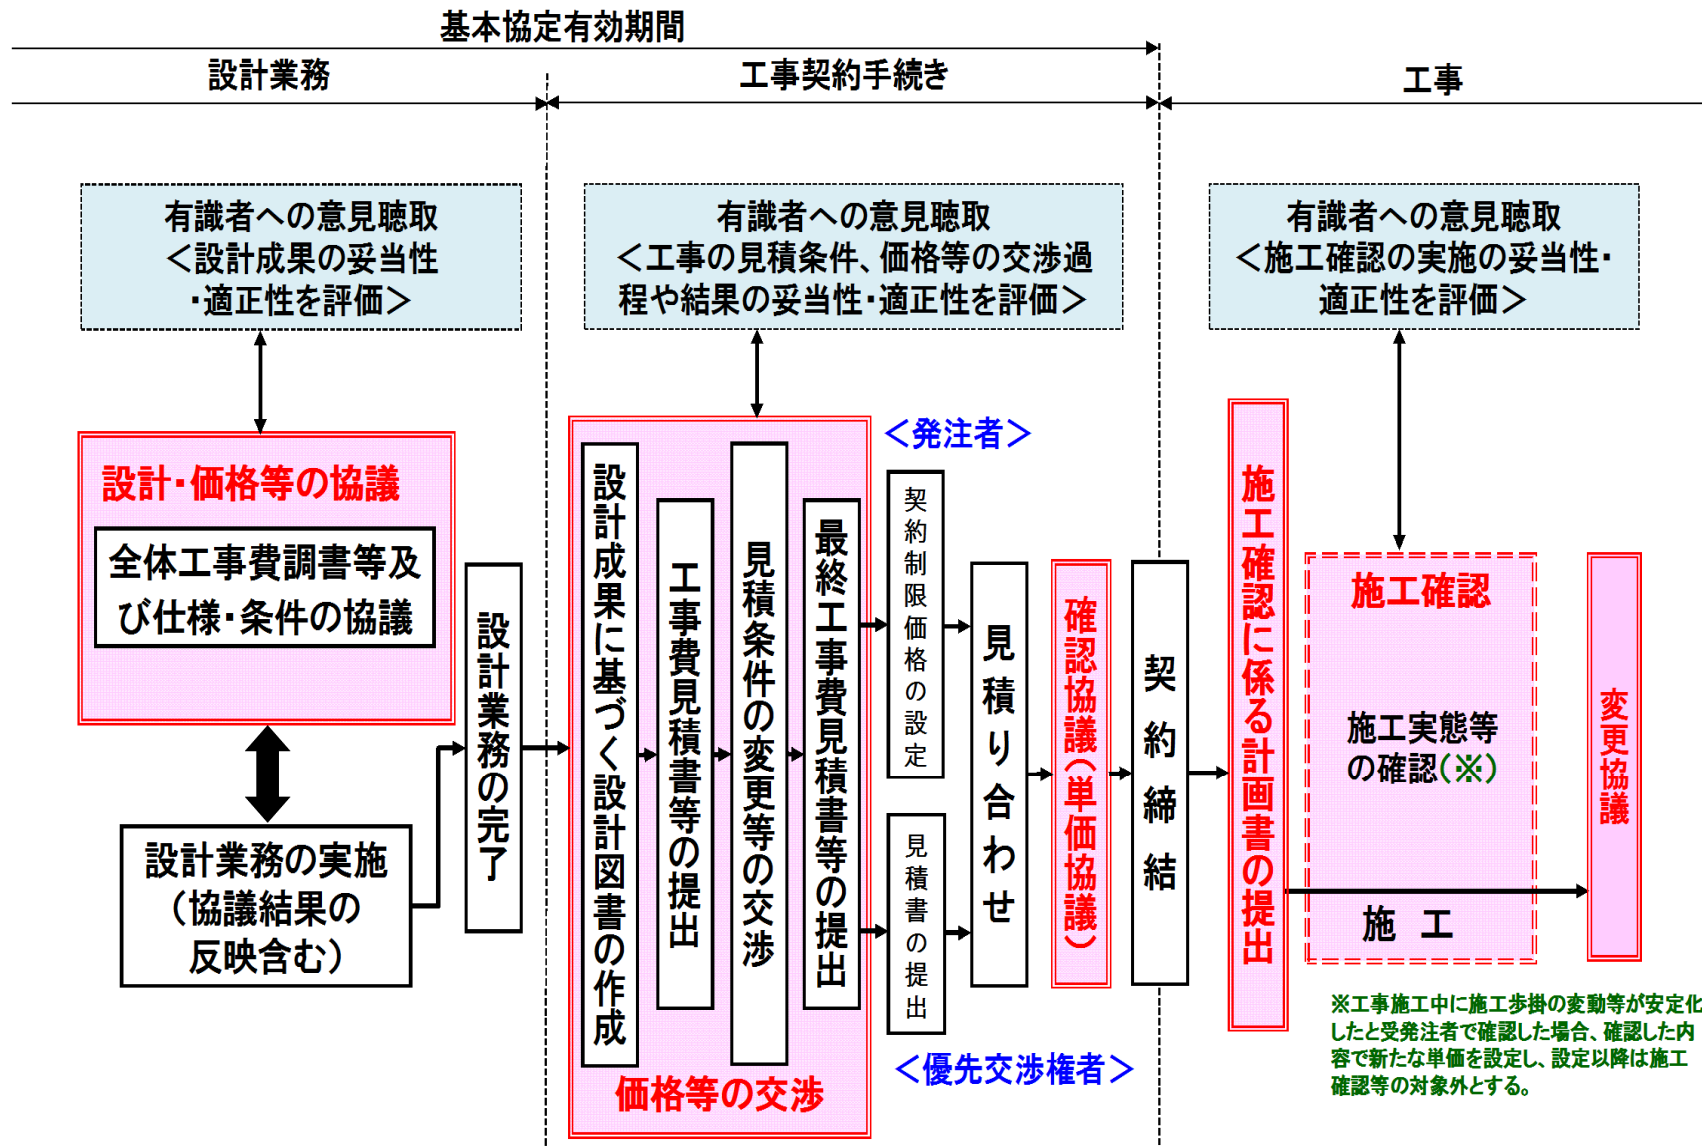 基本協定有効期間
設計業務
工事契約手続き
工事
有識者への意見聴取
＜設計成果の妥当性
・適正性を評価＞
有識者への意見聴取
＜工事の見積条件、価格等の交渉過
程や結果の妥当性・適正性を評価＞
有識者への意見聴取
＜施工確認の実施の妥当性・
適正性を評価＞
設計・価格等の協議
全体工事費調書等及
び仕様・条件の協議
設計業務の実施
（協議結果の
反映含む）
設計業務の完了
設計成果に基づく設計図書の作成
工事費見積書等の提出
見積条件の変更等の交渉
最終工事費見積書等の提出
価格等の交渉
＜発注者＞
契約制限価格の設定
見積書の提出
＜優先交渉権者＞
見積り合わせ
確認協議（単価協議）
契約締結
施工確認に係る計画書の提出
施工確認
施工実態等
の確認（※）
施 工
変更協議
※工事施工中に施工歩掛の変動等が安定化
したと受発注者で確認した場合、確認した内
容で新たな単価を設定し、設定以降は施工
確認等の対象外とする。